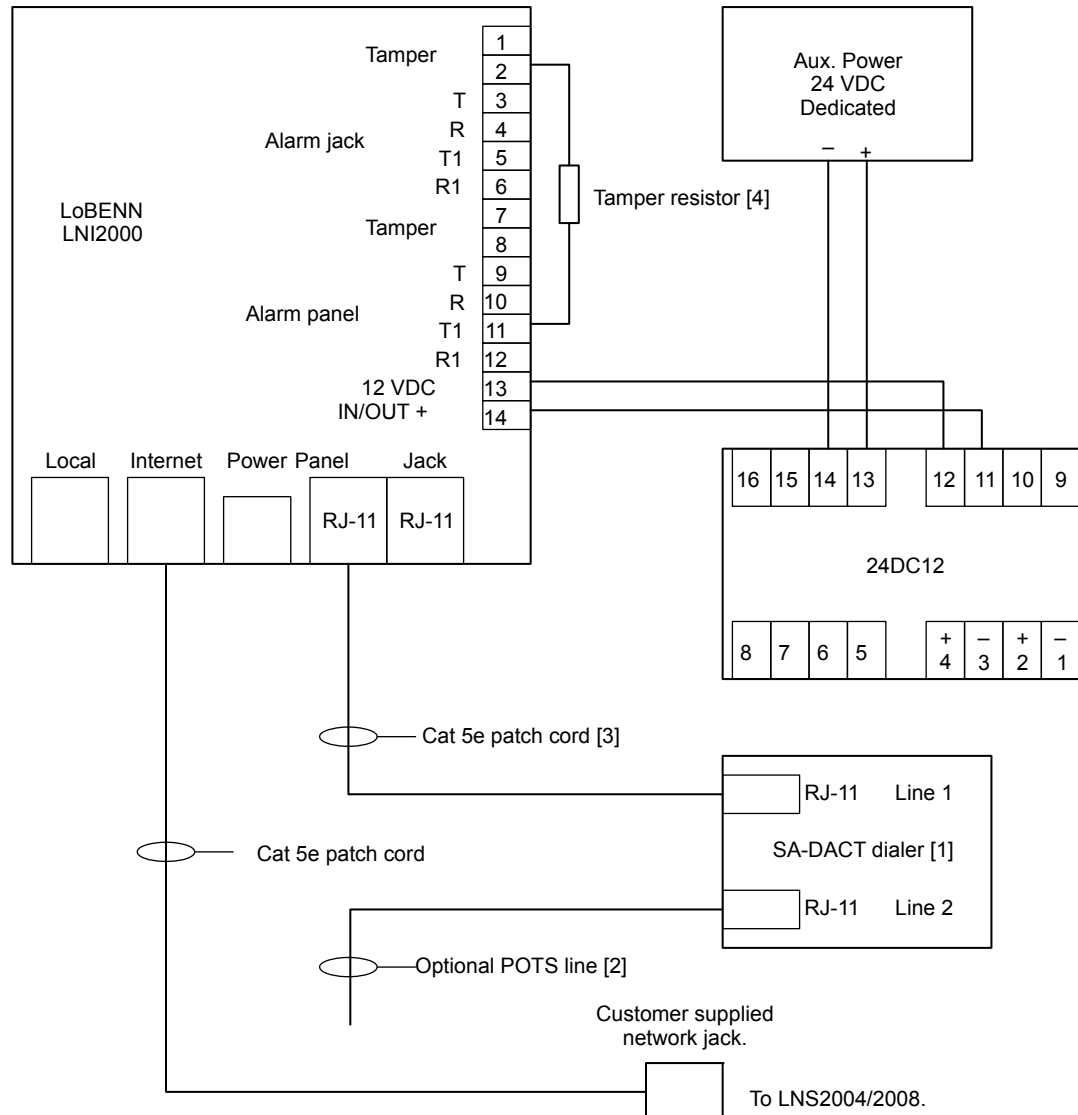 LoBENN
LNI2000
Tamper
Alarm jack
Tamper
Alarm panel
T
R
T1
R1
T
R
T1
R1
12 VDC
IN/OUT +
1
2
3
4
5
6
7
8
9
10
11
12
13
14
Tamper resistor [4]
Aux. Power
24 VDC
Dedicated
– +
Local Internet Power Panel Jack
RJ-11 RJ-11
16 15 14 13 12 11 10 9
24DC12
8 7 6 5
+ – + –
4 3 2 1
Cat 5e patch cord [3]
RJ-11 Line 1
SA-DACT dialer [1]
RJ-11 Line 2
Cat 5e patch cord
Optional POTS line [2]
Customer supplied
network jack.
To LNS2004/2008.